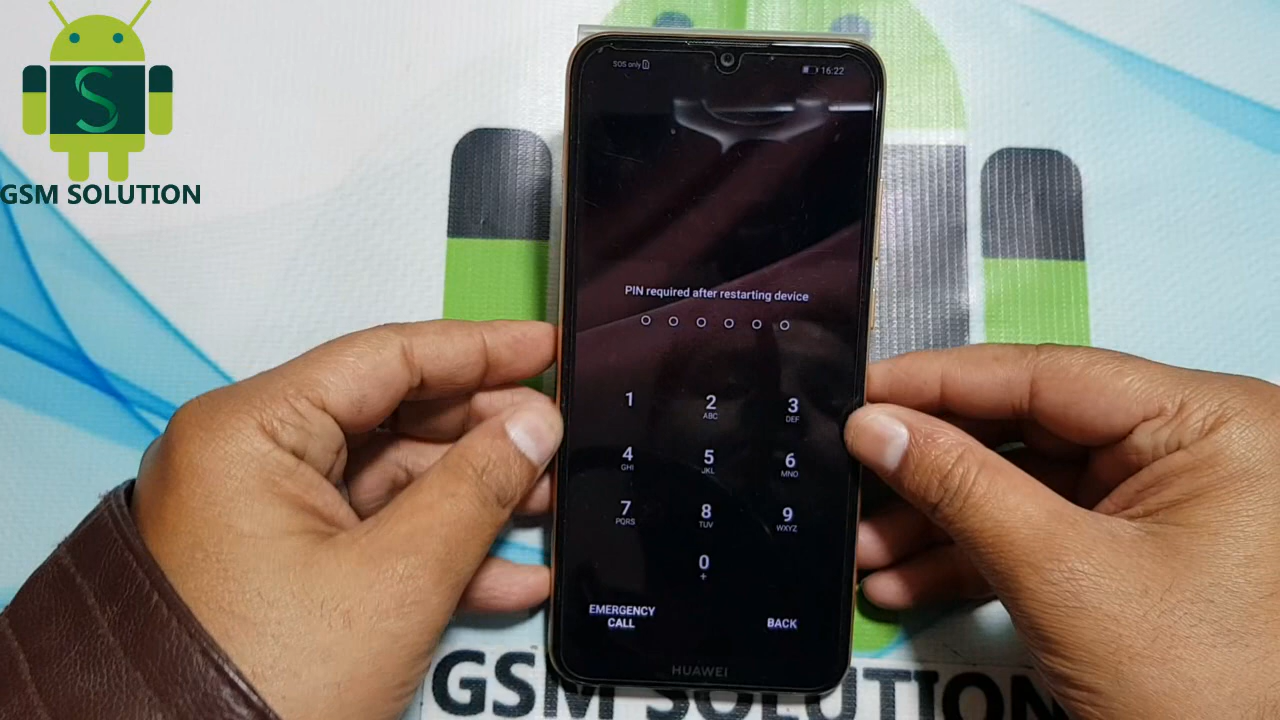 S
GSM SOLUTION
SOS only
16:22
PIN required after restarting device
1
2
ABC
3
DEF
4
GHI
5
JKL
6
MNO
7
PQRS
8
TUV
9
WXYZ
0
+
EMERGENCY
CALL
BACK
HUAWEI
GSM SOLUTION